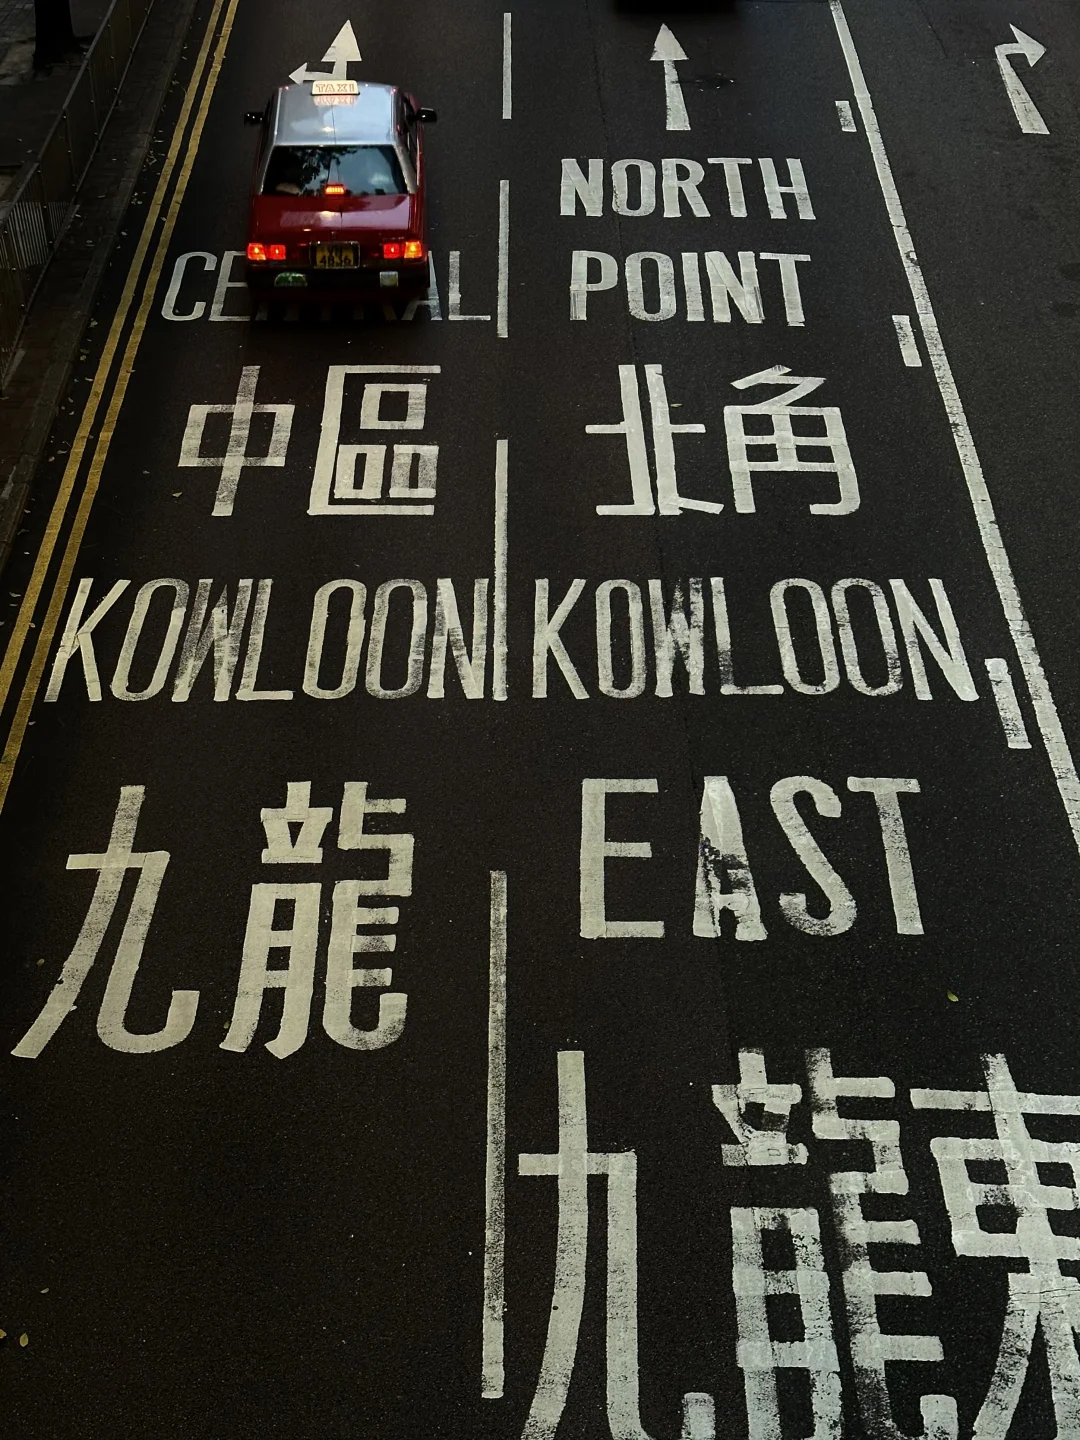 TAXI
CENTRAL
中區
KOWLOON
九龍
NORTH
POINT
北角
KOWLOON
EAST
九龍東